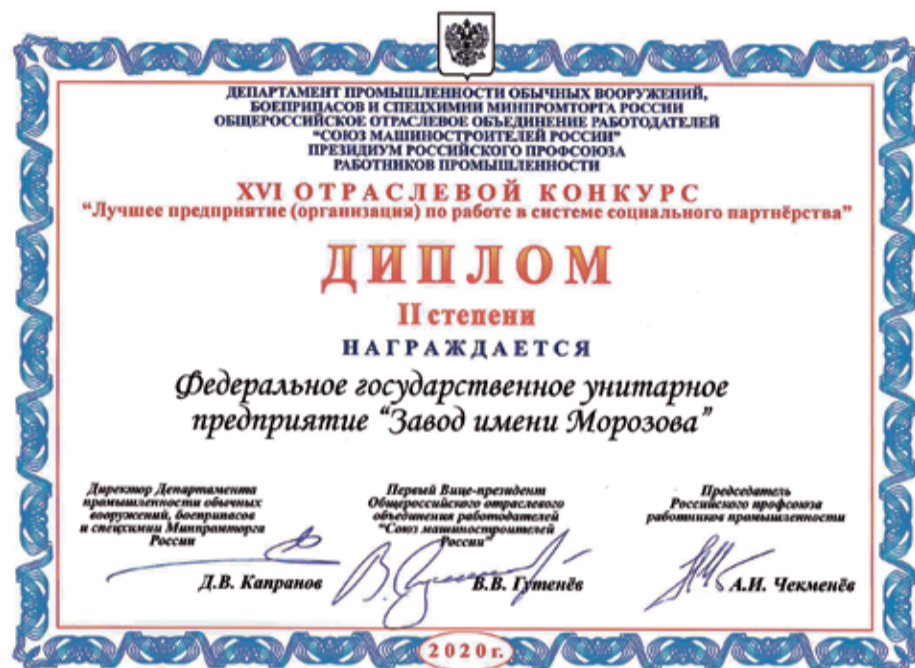 ДЕПАРТАМЕНТ ПРОМЫШЛЕННОСТИ ОБЫЧНЫХ ВООРУЖЕНИЙ,
БОЕПРИПАСОВ И СПЕЦХИМИИ МИНПРОМТОРГА РОССИИ
ОБЩЕРОССИЙСКОЕ ОТРАСЛЕВОЕ ОБЪЕДИНЕНИЕ РАБОТОДАТЕЛЕЙ
“СОЮЗ МАШИНОСТРОИТЕЛЕЙ РОССИИ”
ПРЕЗИДИУМ РОССИЙСКОГО ПРОФСОЮЗА
РАБОТНИКОВ ПРОМЫШЛЕННОСТИ
XVI ОТРАСЛЕВОЙ КОНКУРС
“Лучшее предприятие (организация) по работе в системе социального партнёрства”
ДИПЛОМ
II степени
НАГРАЖДАЕТСЯ
Федеральное государственное унитарное
предприятие “Завод имени Морозова”
Директор Департамента
промышленности обычных
вооружений, боеприпасов
и спецхимии Минпромторга
России
Д.В. Капранов
Первый Вице-президент
Общероссийского отраслевого
объединения работодателей
“Союз машиностроителей
России”
В.В. Гутенёв
Председатель
Российского профсоюза
работников промышленности
А.И. Чекменёв
2020г.